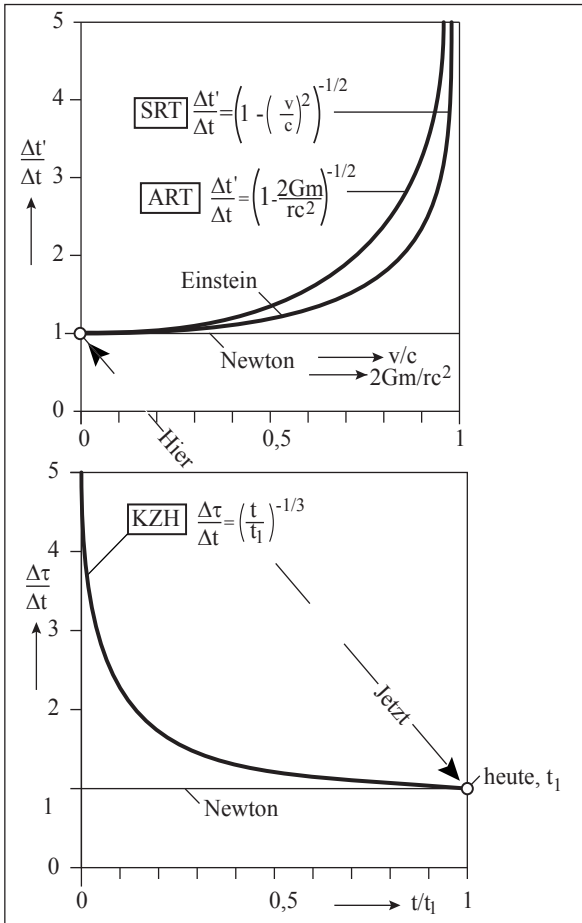 5
4
3
2
1
0
Δt'
Δt
SRT Δt'/Δt = (1 - (v/c)²)^-1/2
ART Δt'/Δt = (1 - 2Gm/rc²)^-1/2
Einstein
Newton
v/c
2Gm/rc²
0 0,5 1
Hier
5
4
3
2
1
0
Δτ
Δt
KZH Δτ/Δt = (t/t₁)^-1/3
Jetzt
heute, t₁
Newton
0 0,5 t/t₁ 1